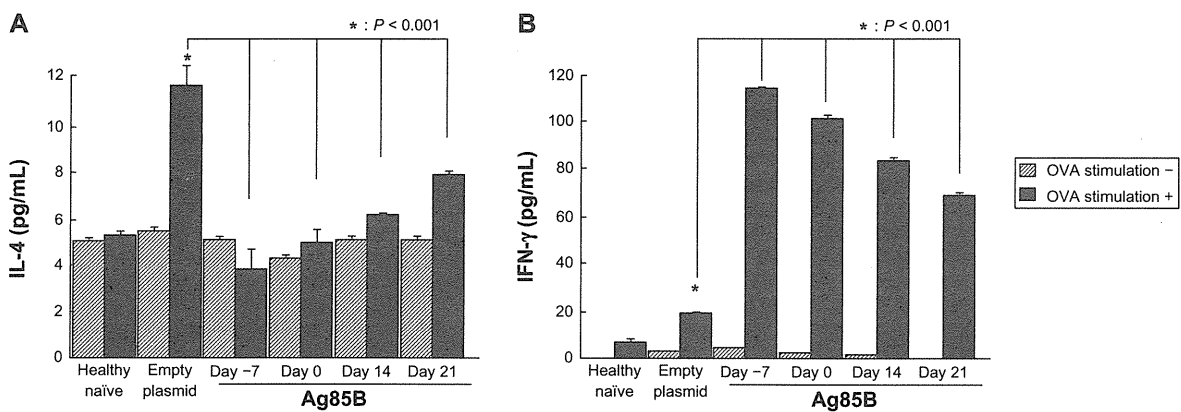 A
* : P < 0.001
*
IL-4 (pg/mL)
12
10
8
6
4
2
0
Healthy naïve
Empty plasmid
Day −7
Day 0
Day 14
Day 21
Ag85B
B
* : P < 0.001
*
IFN-γ (pg/mL)
120
100
80
60
40
20
0
Healthy naïve
Empty plasmid
Day −7
Day 0
Day 14
Day 21
Ag85B
OVA stimulation −
OVA stimulation +